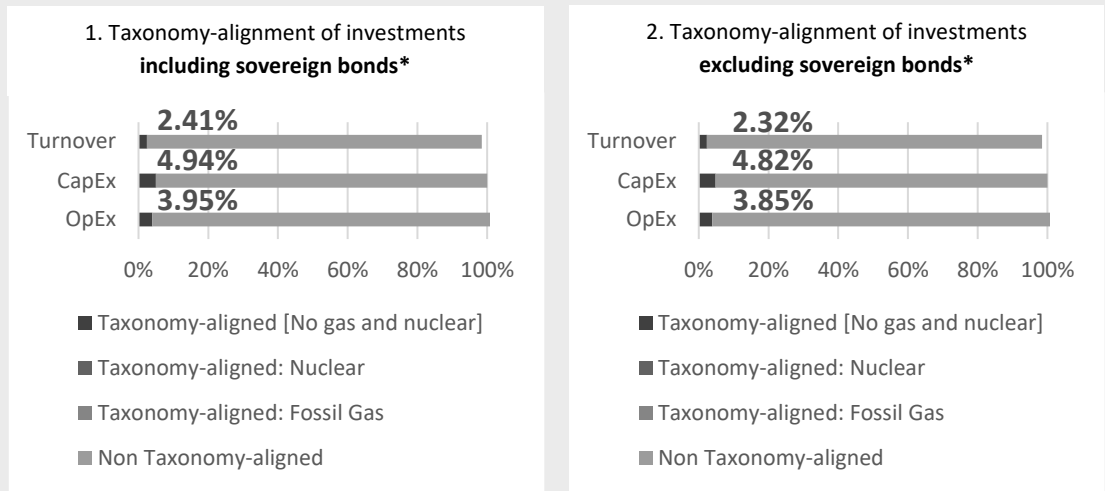 1. Taxonomy-alignment of investments
including sovereign bonds*
Turnover
2.41%
CapEx
4.94%
OpEx
3.95%
0% 20% 40% 60% 80% 100%
Taxonomy-aligned [No gas and nuclear]
Taxonomy-aligned: Nuclear
Taxonomy-aligned: Fossil Gas
Non Taxonomy-aligned
2. Taxonomy-alignment of investments
excluding sovereign bonds*
Turnover
2.32%
CapEx
4.82%
OpEx
3.85%
0% 20% 40% 60% 80% 100%
Taxonomy-aligned [No gas and nuclear]
Taxonomy-aligned: Nuclear
Taxonomy-aligned: Fossil Gas
Non Taxonomy-aligned